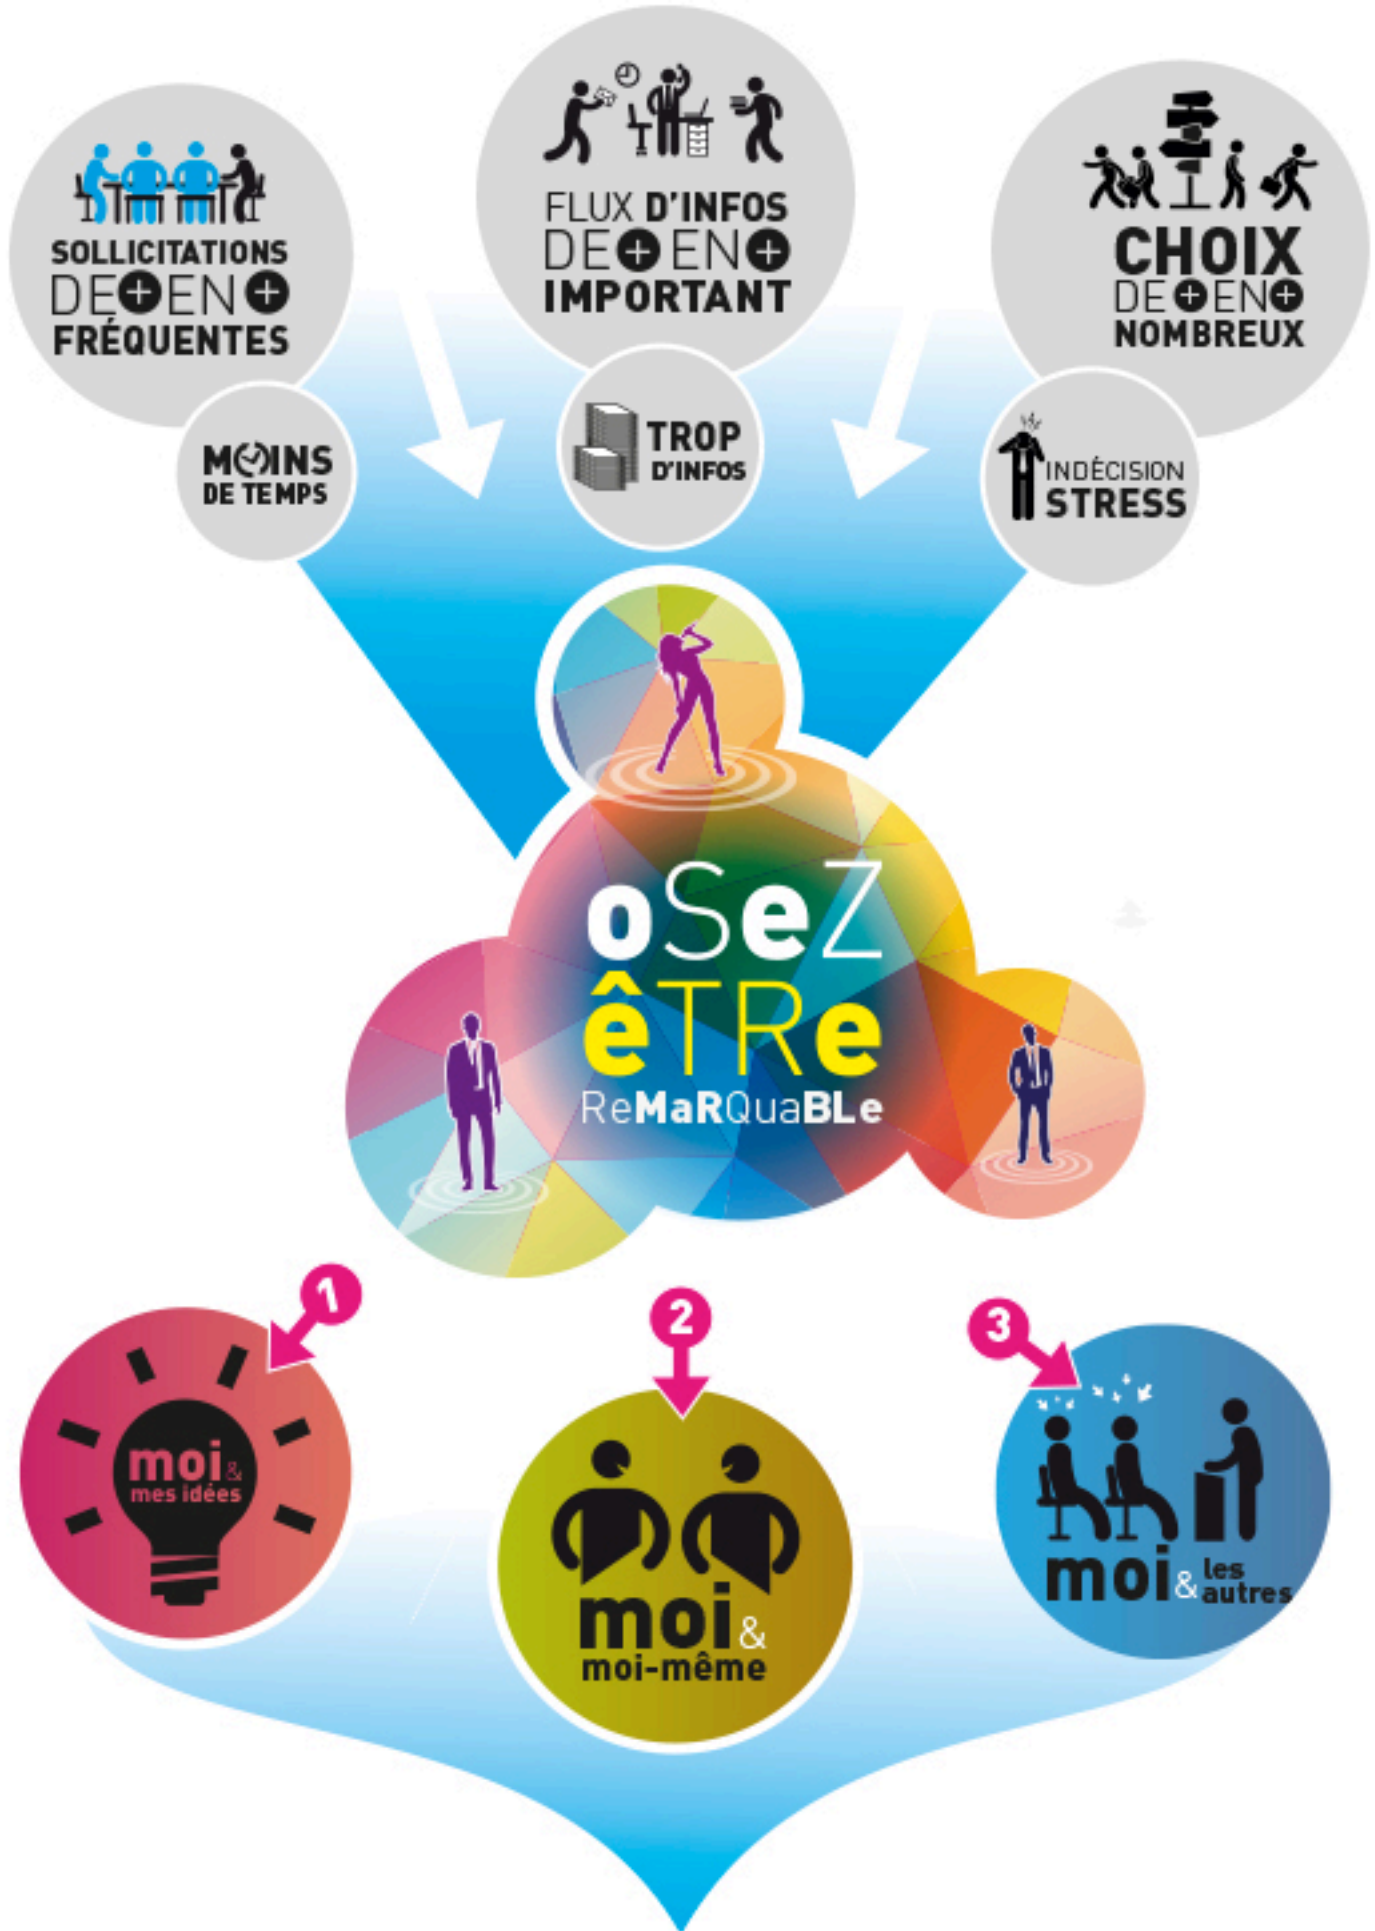 SOLLICITATIONS
DE+EN+
FRÉQUENTES
MOINS
DE TEMPS
FLUX D'INFOS
DE+EN+
IMPORTANT
TROP
D'INFOS
CHOIX
DE+EN+
NOMBREUX
INDÉCISION
STRESS
oSeZ
êTRe
ReMaRQuaBLe
1
moi &
mes idées
2
moi &
moi-même
3
moi & les
autres